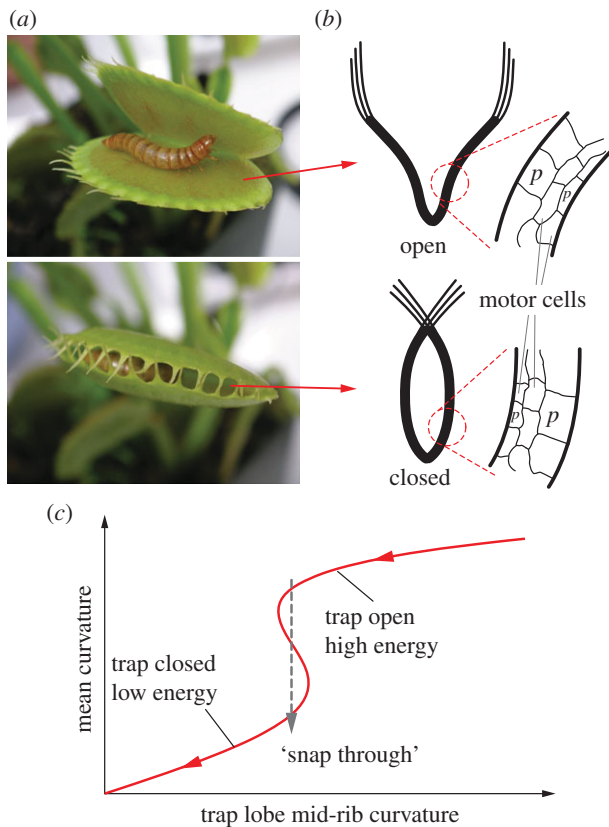 (a)
(b)
p
p
open
motor cells
p
p
closed
(c)
mean curvature
trap open
high energy
trap closed
low energy
‘snap through’
trap lobe mid-rib curvature